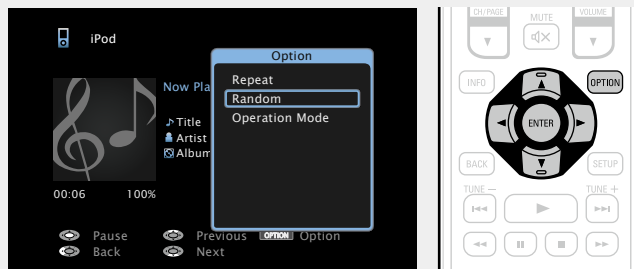 iPod
Option
Repeat
Random
Operation Mode
Now Pla
Title
Artist
Album
00:06 100%
Pause Previous OPTION Option
Back Next
CH/PAGE MUTE VOLUME
INFO OPTION
ENTER
BACK SETUP
TUNE – TUNE +